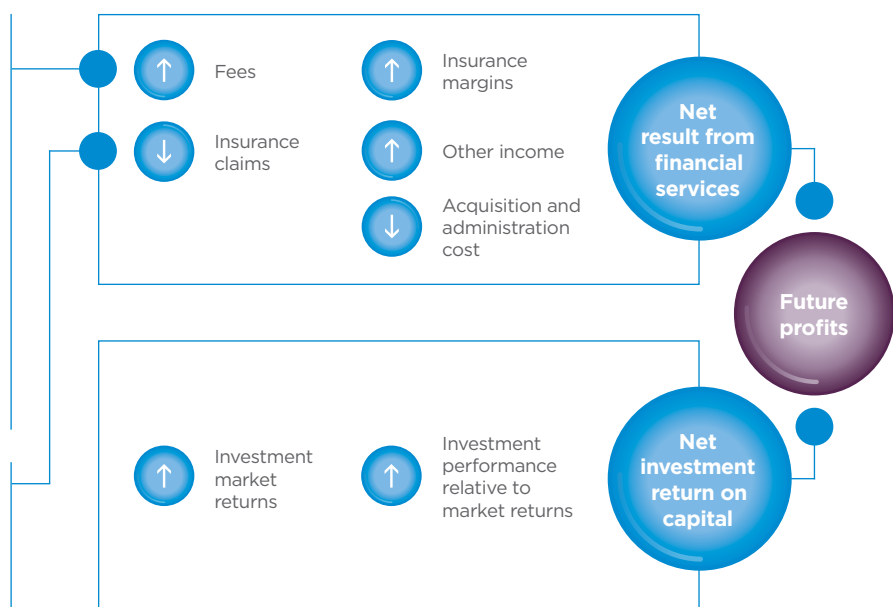 Fees
Insurance
margins
Insurance
claims
Other income
Acquisition and
administration
cost
Net
result from
financial
services
Future
profits
Investment
market
returns
Investment
performance
relative to
market returns
Net
investment
return on
capital